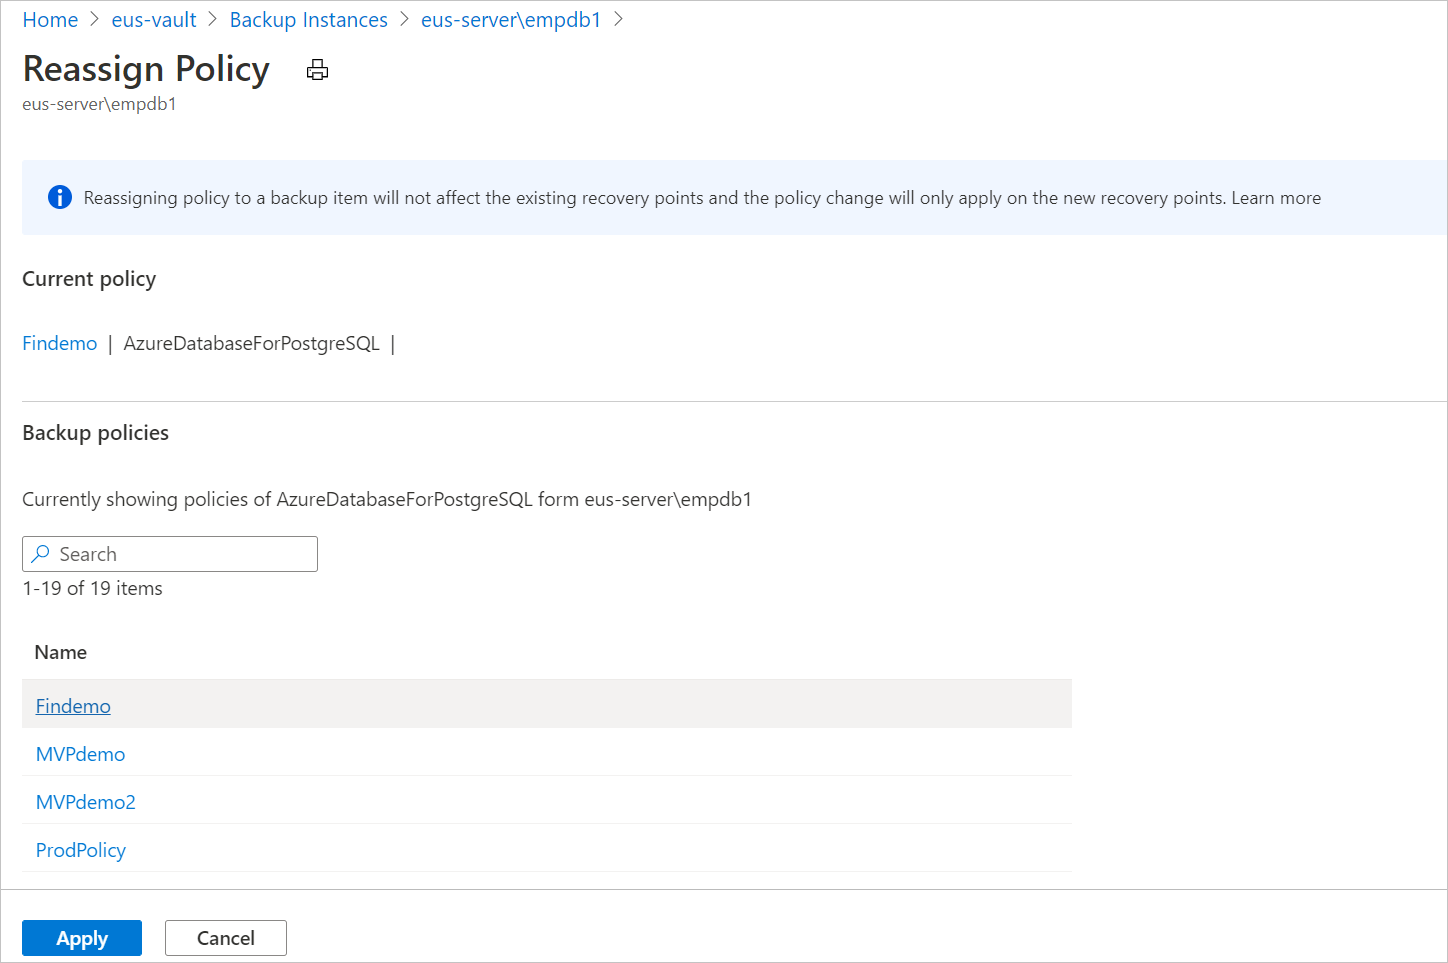 Home > eus-vault > Backup Instances > eus-server\empdb1 >
Reassign Policy
eus-server\empdb1
Reassigning policy to a backup item will not affect the existing recovery points and the policy change will only apply on the new recovery points. Learn more
Current policy
Findemo | AzureDatabaseForPostgreSQL |
Backup policies
Currently showing policies of AzureDatabaseForPostgreSQL form eus-server\empdb1
Search
1-19 of 19 items
Name
Findemo
MVPdemo
MVPdemo2
ProdPolicy
Apply Cancel